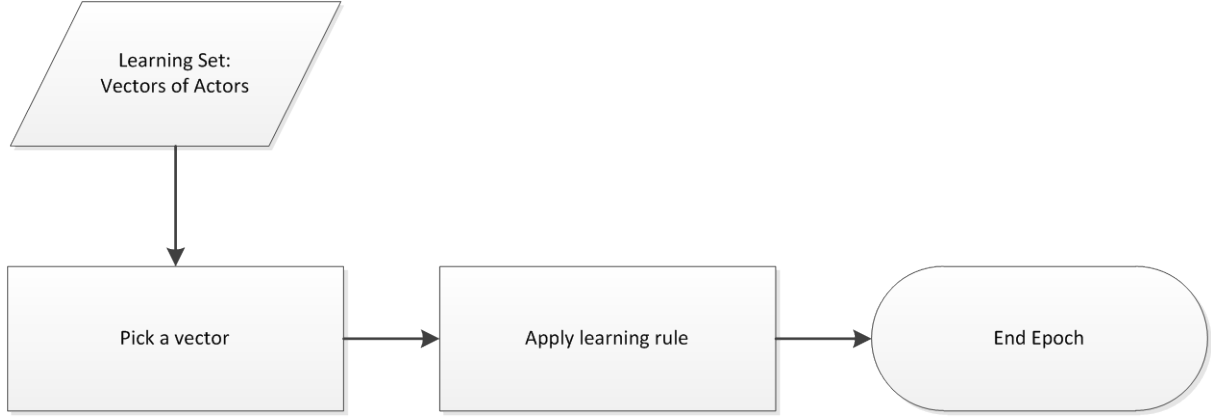 Learning Set:
Vectors of Actors
Pick a vector
Apply learning rule
End Epoch